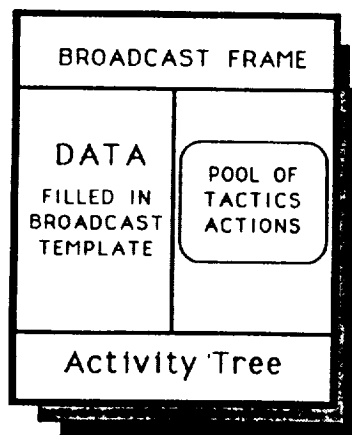 BROADCAST FRAME
DATA
FILLED IN
BROADCAST
TEMPLATE
POOL OF
TACTICS
ACTIONS
Activity Tree